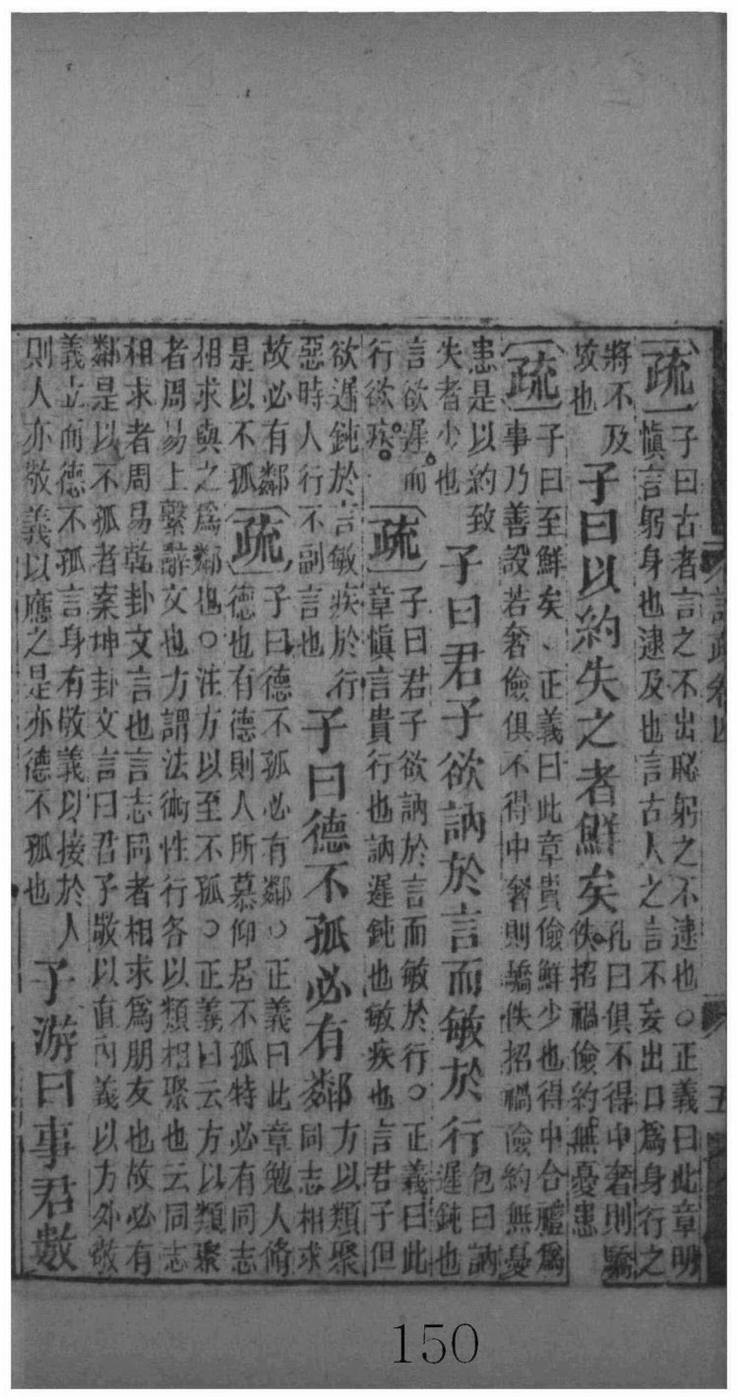 語疏卷四 五
疏
子曰古者言之不出恥躬之不逮也○正義曰此章明
慎言躬身也逮及也言古人之言不妄出口爲身行之
將不及
故也
子曰以約失之者鮮矣
孔曰俱不得中奢則驕
佚招禍儉約無憂患
疏
子曰至鮮矣、正義曰此章貴儉鮮少也得中合禮爲
事乃善設若奢儉俱不得中奢則驕佚招禍儉約無憂
患是以約致
失者少也
子曰君子欲訥於言而敏於行
包曰訥
遲鈍也
言欲遲而
行欲疾
疏
子曰君子欲訥於言而敏於行○正義曰此
章慎言貴行也訥遲鈍也敏疾也言君子但
欲遲鈍於言敏疾於行
惡時人行不副言也
子曰德不孤必有鄰
方以類聚
同志相求
故必有鄰
是以不孤
疏
子曰德不孤必有鄰○正義曰此章勉人脩
德也有德則人所慕仰居不孤特必有同志
相求與之爲鄰也○注方以至不孤○正義曰云方以類聚
者周易上繫辭文也方謂法術性行各以類相聚也云同志
相求者周易乾卦文言也言志同者相求爲朋友也故必有
鄰是以不孤者案坤卦文言曰君子敬以直內義以方外敬
義立而德不孤言身有敬義以接於人
則人亦敬義以應之是亦德不孤也
子游曰事君數
150